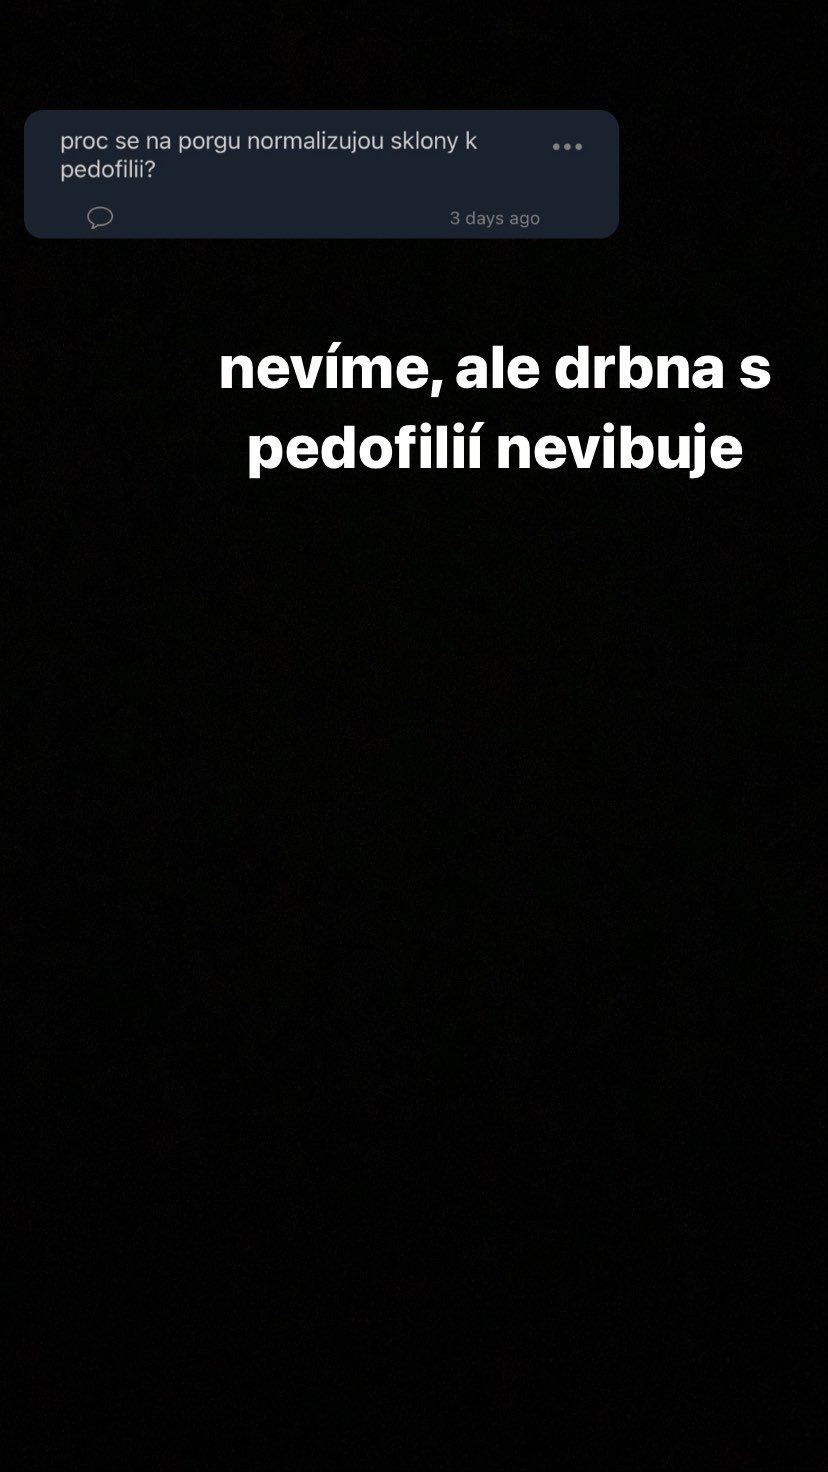 proc se na porgu normalizujou sklony k
pedofilii?
3 days ago
nevíme, ale drbna s
pedofilií nevibuje